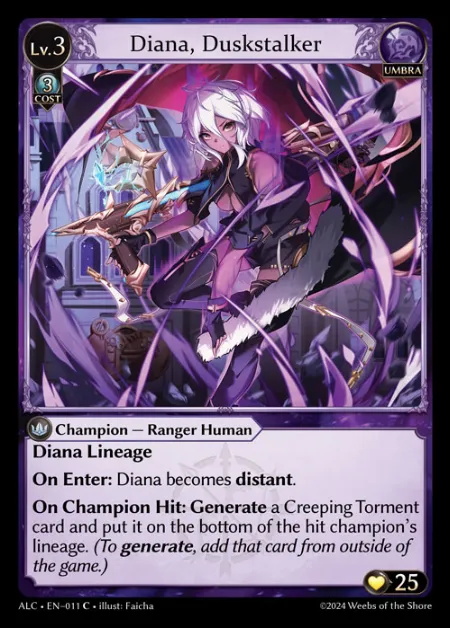 Lv.3
Diana, Duskstalker
UMBRA
3
COST
Champion — Ranger Human
Diana Lineage
On Enter: Diana becomes distant.
On Champion Hit: Generate a Creeping Torment
card and put it on the bottom of the hit champion's
lineage. (To generate, add that card from outside of
the game.)
25
ALC • EN-011 C • illust: Faicha
©2024 Weebs of the Shore